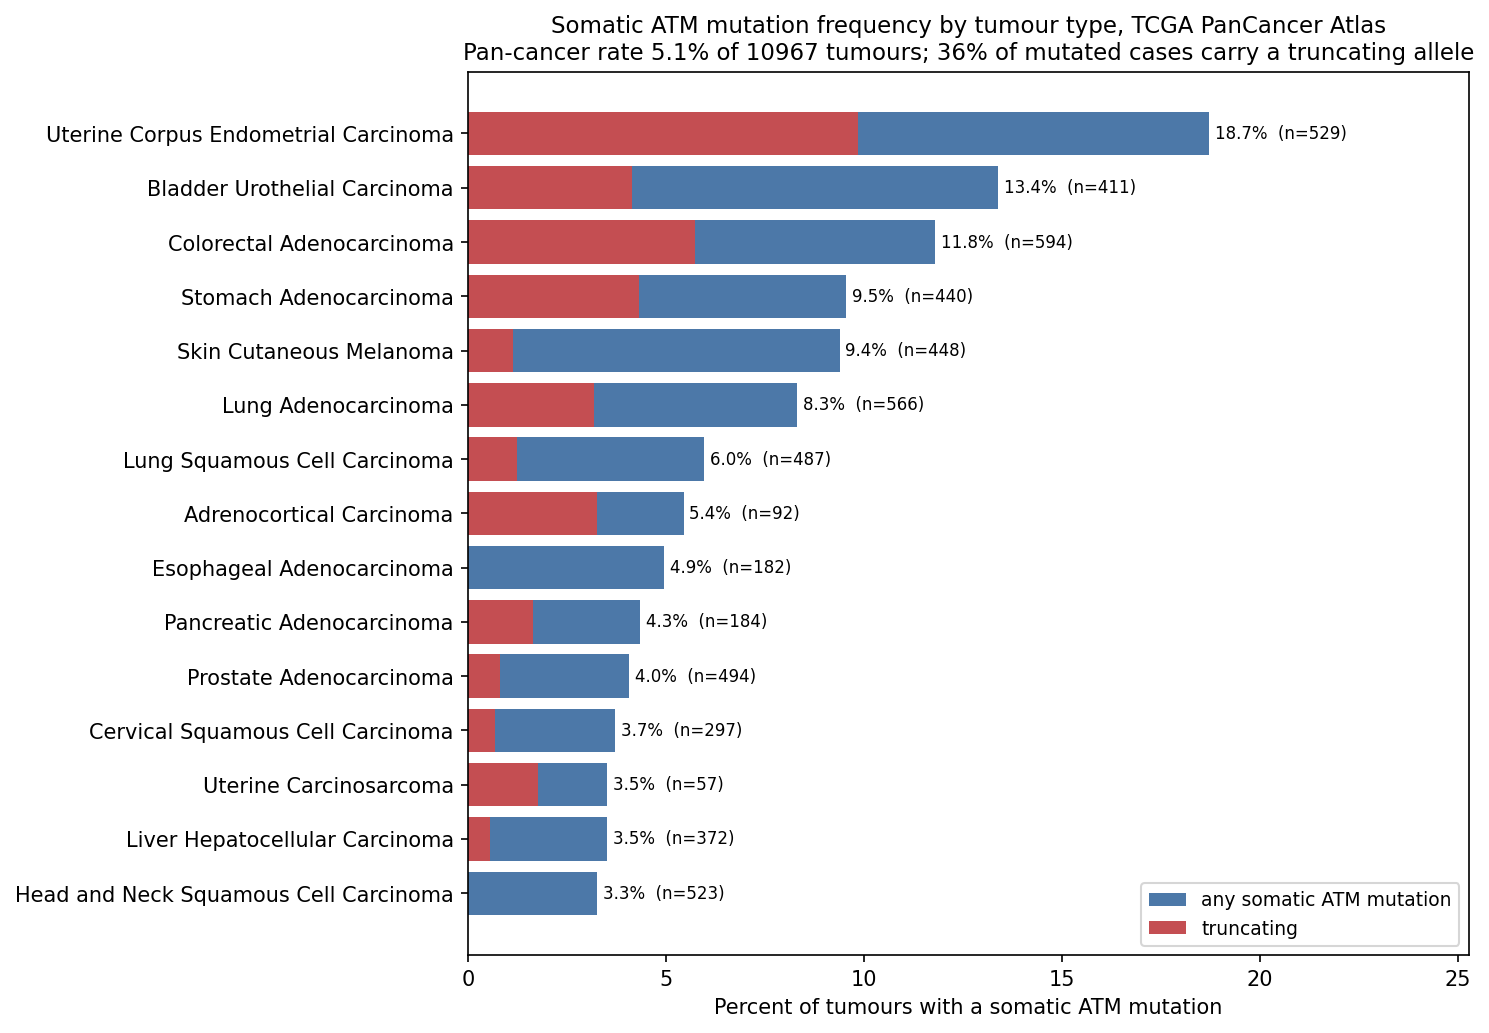 Somatic ATM mutation frequency by tumour type, TCGA PanCancer Atlas
Pan-cancer rate 5.1% of 10967 tumours; 36% of mutated cases carry a truncating allele
Uterine Corpus Endometrial Carcinoma 18.7% (n=529)
Bladder Urothelial Carcinoma 13.4% (n=411)
Colorectal Adenocarcinoma 11.8% (n=594)
Stomach Adenocarcinoma 9.5% (n=440)
Skin Cutaneous Melanoma 9.4% (n=448)
Lung Adenocarcinoma 8.3% (n=566)
Lung Squamous Cell Carcinoma 6.0% (n=487)
Adrenocortical Carcinoma 5.4% (n=92)
Esophageal Adenocarcinoma 4.9% (n=182)
Pancreatic Adenocarcinoma 4.3% (n=184)
Prostate Adenocarcinoma 4.0% (n=494)
Cervical Squamous Cell Carcinoma 3.7% (n=297)
Uterine Carcinosarcoma 3.5% (n=57)
Liver Hepatocellular Carcinoma 3.5% (n=372)
Head and Neck Squamous Cell Carcinoma 3.3% (n=523)
any somatic ATM mutation
truncating
0 5 10 15 20 25
Percent of tumours with a somatic ATM mutation